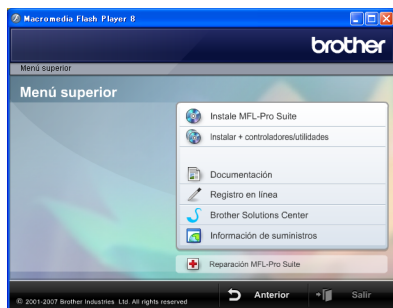 Macromedia Flash Player 8
brother
Menú superior
Menú superior
Instale MFL-Pro Suite
Instalar + controladores/utilidades
Documentación
Registro en línea
Brother Solutions Center
Información de suministros
Reparación MFL-Pro Suite
© 2001-2007 Brother Industries Ltd. All rights reserved
Anterior
Salir